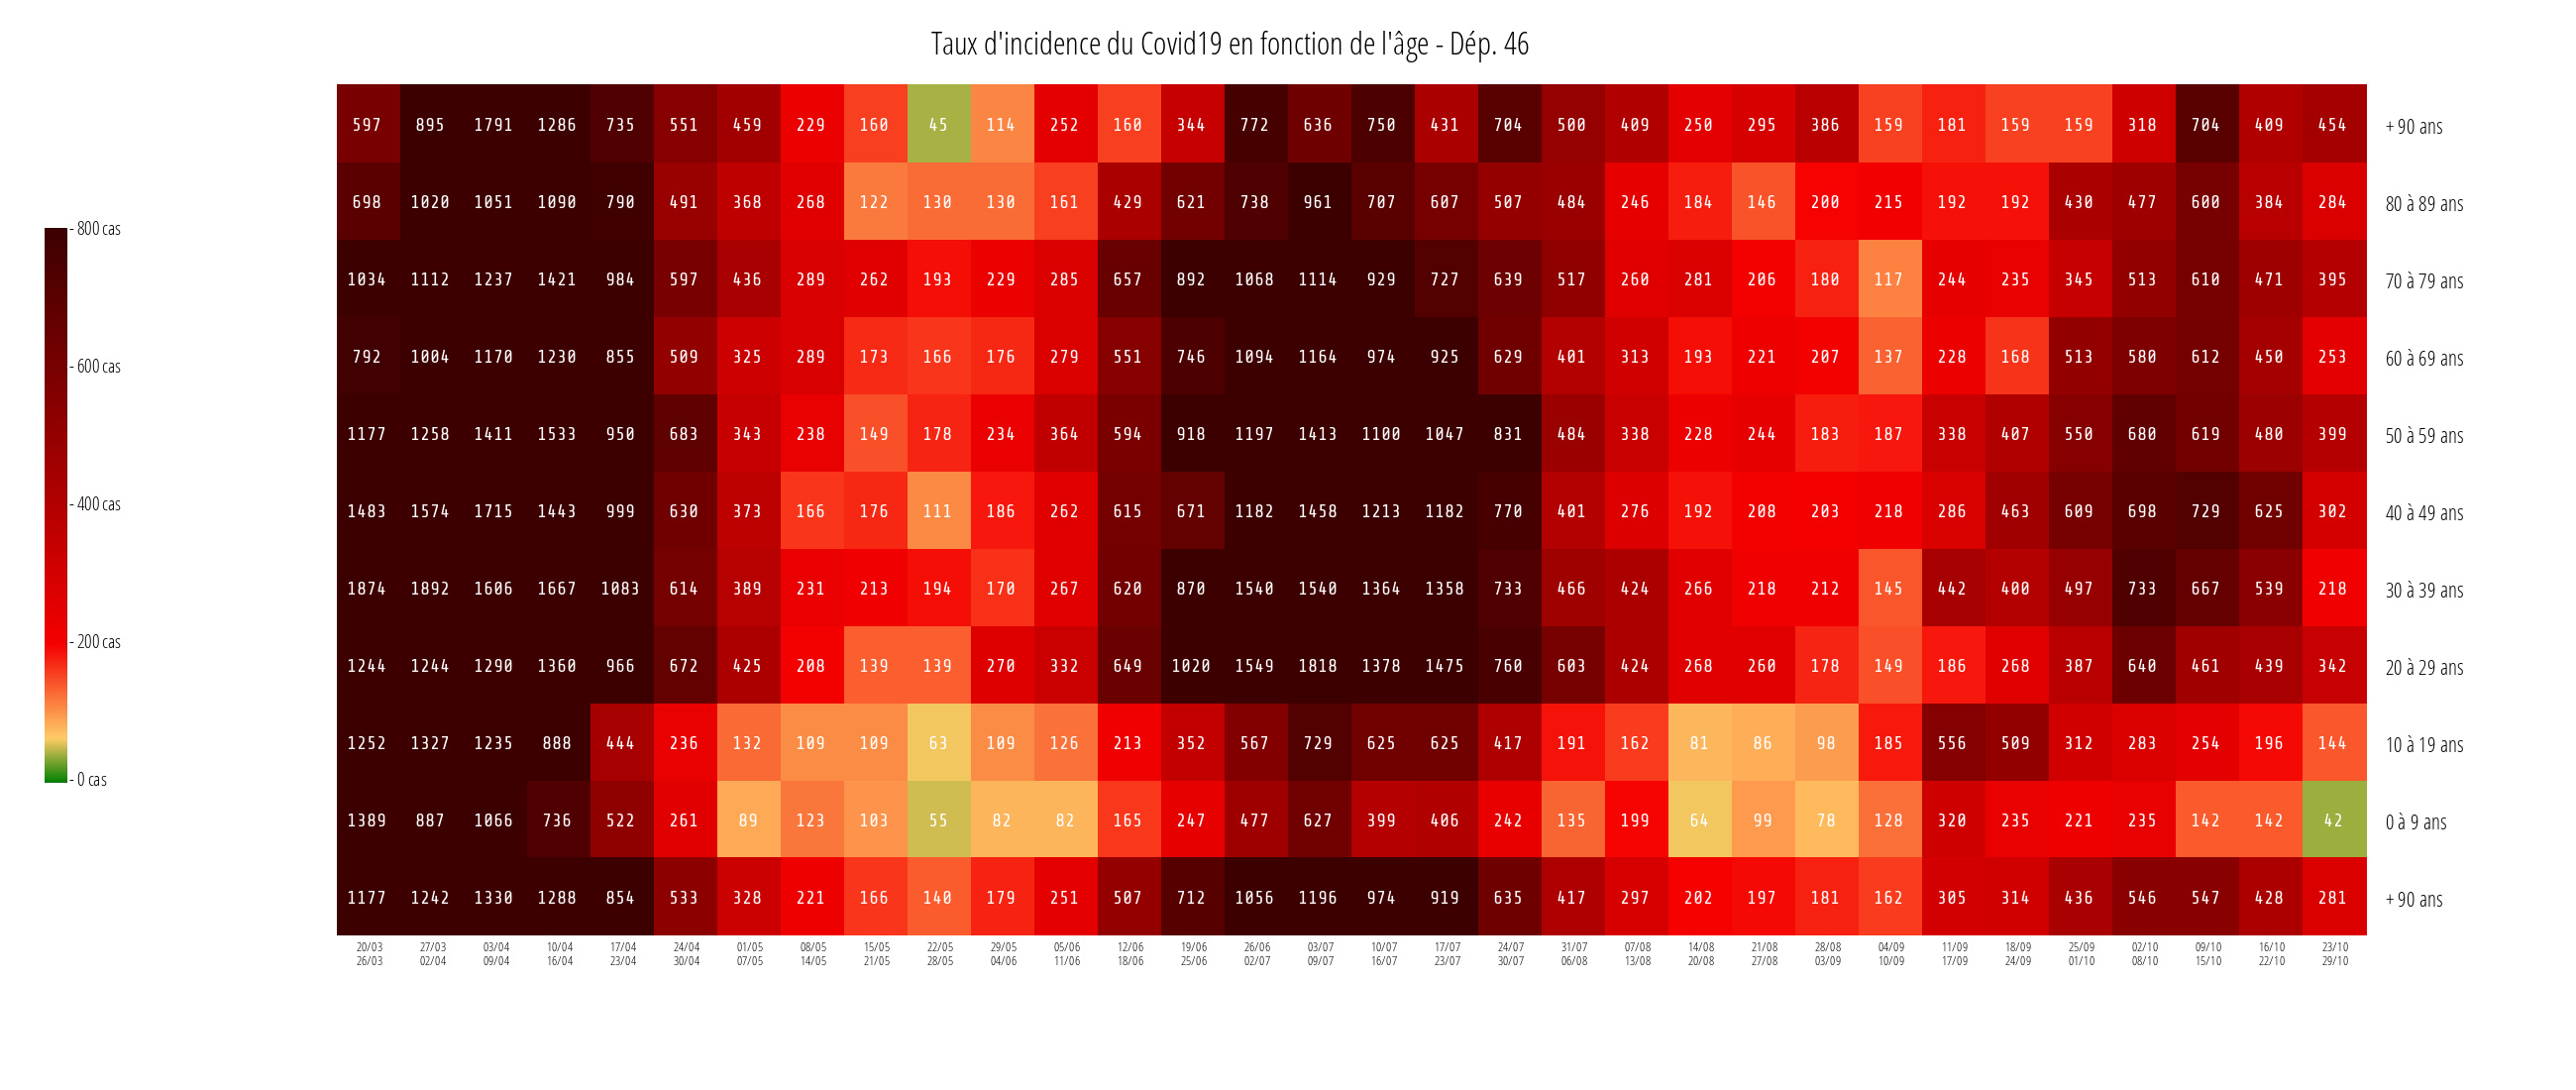 Taux d'incidence du Covid19 en fonction de l'âge - Dép. 46
- 800 cas
- 600 cas
- 400 cas
- 200 cas
- 0 cas
597 895 1791 1286 735 551 459 229 160 45 114 252 160 344 772 636 750 431 704 500 409 250 295 386 159 181 159 159 318 704 409 454 + 90 ans
698 1020 1051 1090 790 491 368 268 122 130 130 161 429 621 738 961 707 607 507 484 246 184 146 200 215 192 192 430 477 600 384 284 80 à 89 ans
1034 1112 1237 1421 984 597 436 289 262 193 229 285 657 892 1068 1114 929 727 639 517 260 281 206 180 117 244 235 345 513 610 471 395 70 à 79 ans
792 1004 1170 1230 855 509 325 289 173 166 176 279 551 746 1094 1164 974 925 629 401 313 193 221 207 137 228 168 513 580 612 450 253 60 à 69 ans
1177 1258 1411 1533 950 683 343 238 149 178 234 364 594 918 1197 1413 1100 1047 831 484 338 228 244 183 187 338 407 550 680 619 480 399 50 à 59 ans
1483 1574 1715 1443 999 630 373 166 176 111 186 262 615 671 1182 1458 1213 1182 770 401 276 192 208 203 218 286 463 609 698 729 625 302 40 à 49 ans
1874 1892 1606 1667 1083 614 389 231 213 194 170 267 620 870 1540 1540 1364 1358 733 466 424 266 218 212 145 442 400 497 733 667 539 218 30 à 39 ans
1244 1244 1290 1360 966 672 425 208 139 139 270 332 649 1020 1549 1818 1378 1475 760 603 424 268 260 178 149 186 268 387 640 461 439 342 20 à 29 ans
1252 1327 1235 888 444 236 132 109 109 63 109 126 213 352 567 729 625 625 417 191 162 81 86 98 185 556 509 312 283 254 196 144 10 à 19 ans
1389 887 1066 736 522 261 89 123 103 55 82 82 165 247 477 627 399 406 242 135 199 64 99 78 128 320 235 221 235 142 142 42 0 à 9 ans
1177 1242 1330 1288 854 533 328 221 166 140 179 251 507 712 1056 1196 974 919 635 417 297 202 197 181 162 305 314 436 546 547 428 281 + 90 ans
20/03 27/03 03/04 10/04 17/04 24/04 01/05 08/05 15/05 22/05 29/05 05/06 12/06 19/06 26/06 03/07 10/07 17/07 24/07 31/07 07/08 14/08 21/08 28/08 04/09 11/09 18/09 25/09 02/10 09/10 16/10 23/10
26/03 02/04 09/04 16/04 23/04 30/04 07/05 14/05 21/05 28/05 04/06 11/06 18/06 25/06 02/07 09/07 16/07 23/07 30/07 06/08 13/08 20/08 27/08 03/09 10/09 17/09 24/09 01/10 08/10 15/10 22/10 29/10